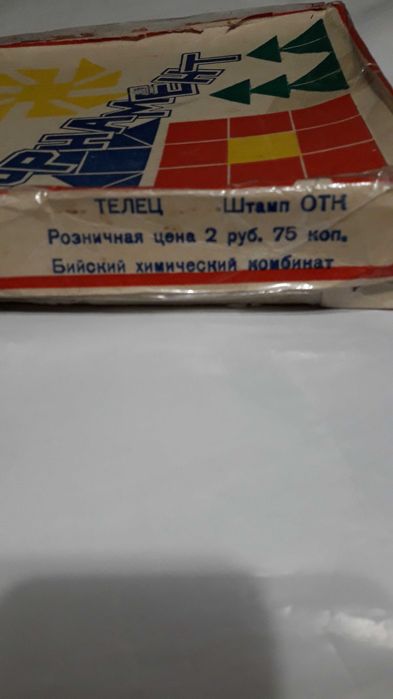 ОРНАМЕНТ
ТЕЛЕЦ Штамп ОТК
Розничная цена 2 руб. 75 коп.
Бийский химический комбинат